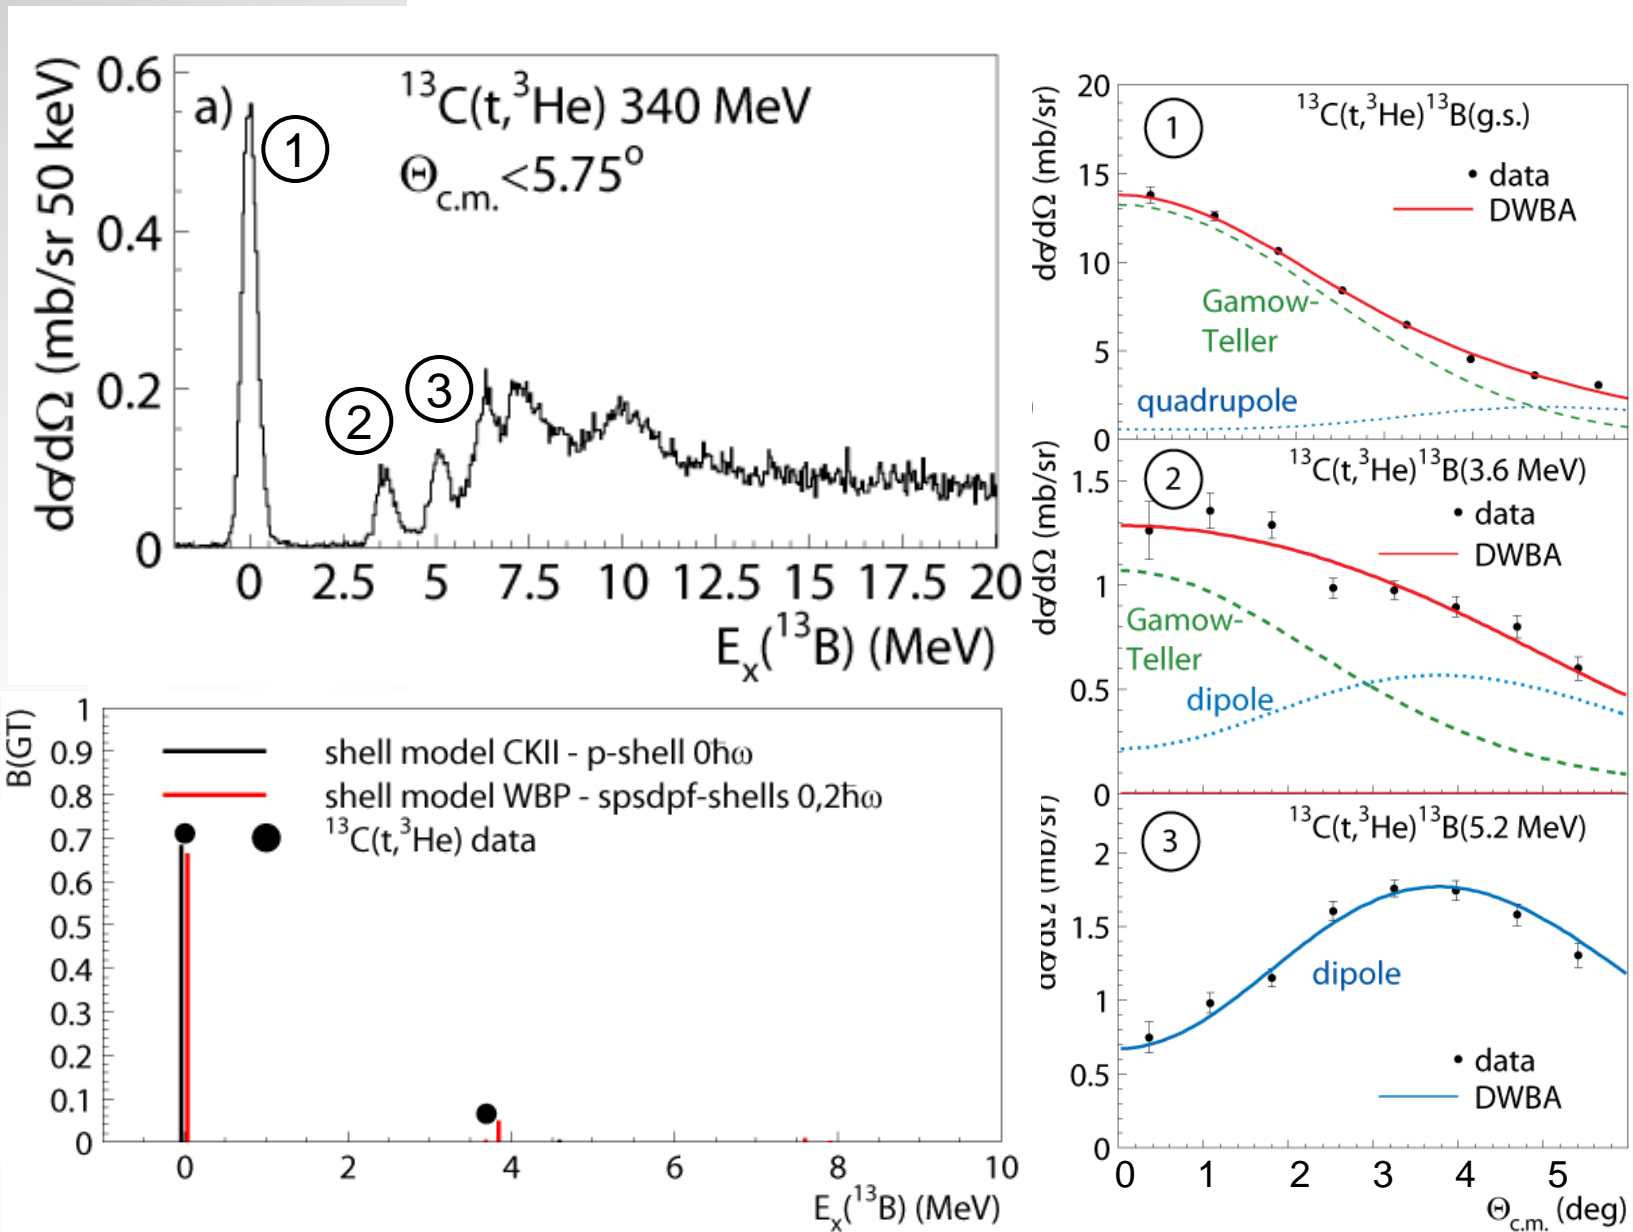 dσ/dΩ (mb/sr 50 keV)
0.6
0.4
0.2
0
a)
¹³C(t,³He) 340 MeV
Θc.m.<5.75°
1
2
3
0 2.5 5 7.5 10 12.5 15 17.5 20
Ex(¹³B) (MeV)
B(GT)
1
0.9
0.8
0.7
0.6
0.5
0.4
0.3
0.2
0.1
0
shell model CKII - p-shell 0ħω
shell model WBP - spsdpf-shells 0,2ħω
¹³C(t,³He) data
0 2 4 6 8 10
Ex(¹³B) (MeV)
dσ/dΩ (mb/sr)
20
15
10
5
0
1
¹³C(t,³He)¹³B(g.s.)
data
DWBA
Gamow-
Teller
quadrupole
dσ/dΩ (mb/sr)
1.5
1
0.5
0
2
¹³C(t,³He)¹³B(3.6 MeV)
data
DWBA
Gamow-
Teller
dipole
dσ/dΩ (mb/sr)
2
1.5
1
0.5
0
3
¹³C(t,³He)¹³B(5.2 MeV)
dipole
data
DWBA
0 1 2 3 4 5
Θc.m. (deg)